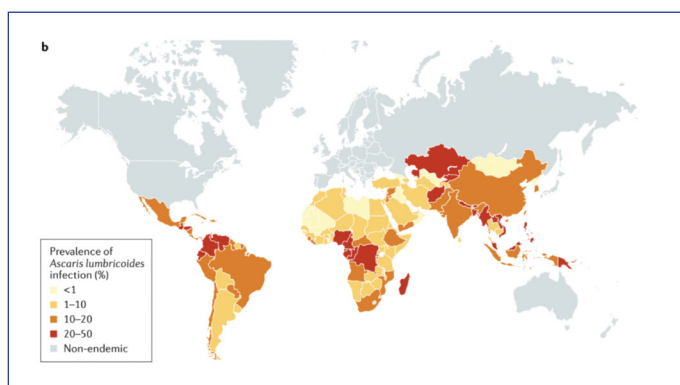 b
Prevalence of
Ascaris lumbricoides
infection (%)
<1
1–10
10–20
20–50
Non-endemic